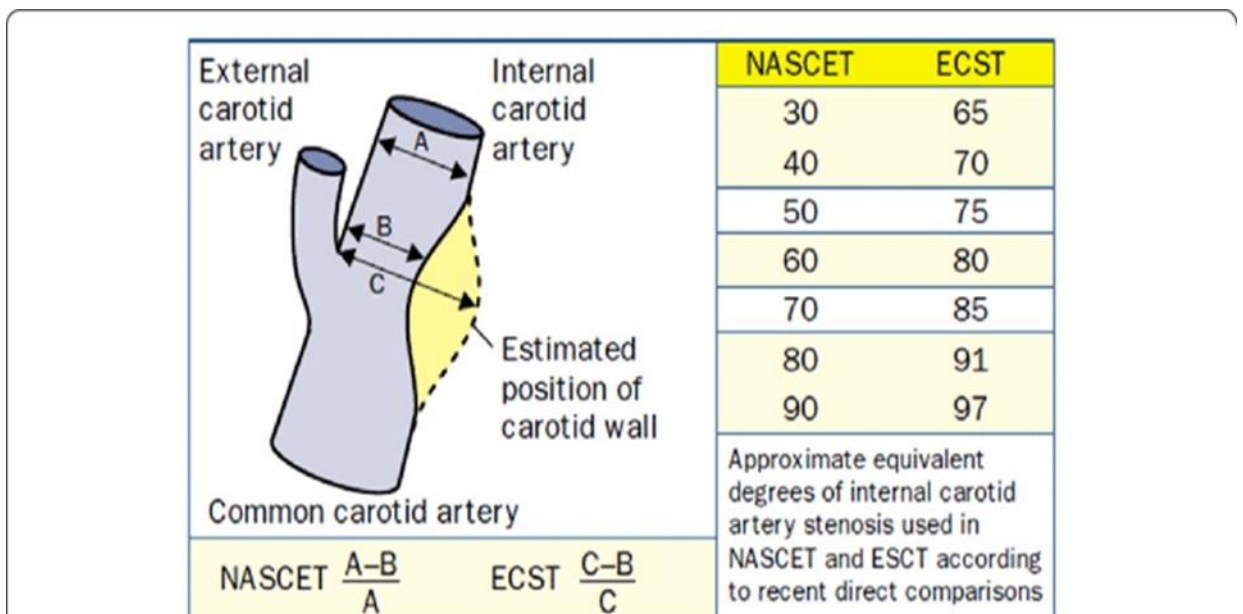 External
carotid
artery
Internal
carotid
artery
A
B
C
Estimated
position of
carotid wall
Common carotid artery
NASCET A–B
A
ECST C–B
C
NASCET ECST
30 65
40 70
50 75
60 80
70 85
80 91
90 97
Approximate equivalent
degrees of internal carotid
artery stenosis used in
NASCET and ESCT according
to recent direct comparisons